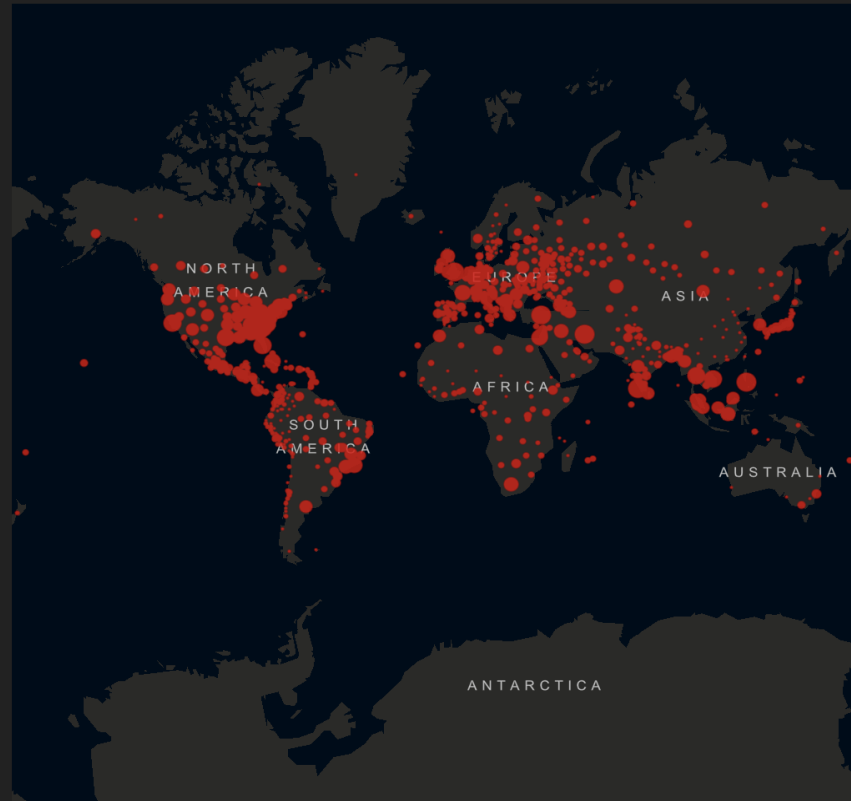 NORTH
AMERICA
EUROPE
ASIA
AFRICA
SOUTH
AMERICA
AUSTRALIA
ANTARCTICA